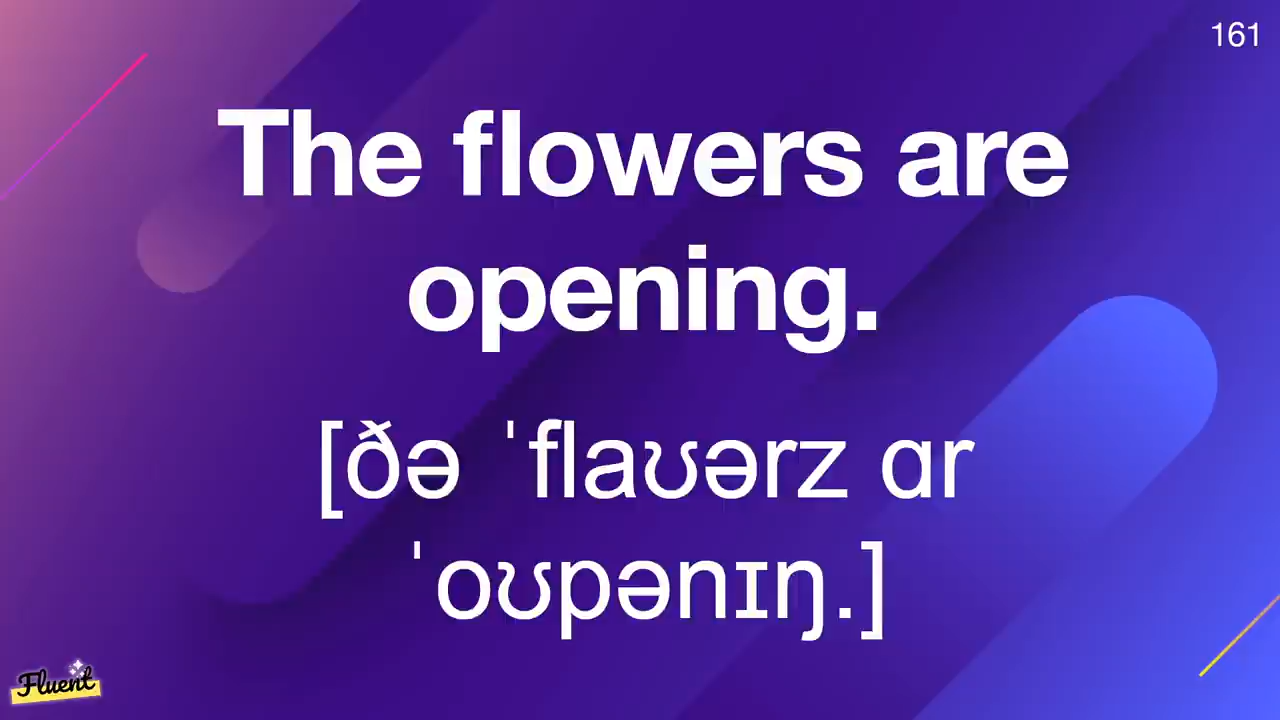 161
The flowers are
opening.
[ðə ˈflaʊərz ɑr
ˈoʊpənɪŋ.]
Fluent